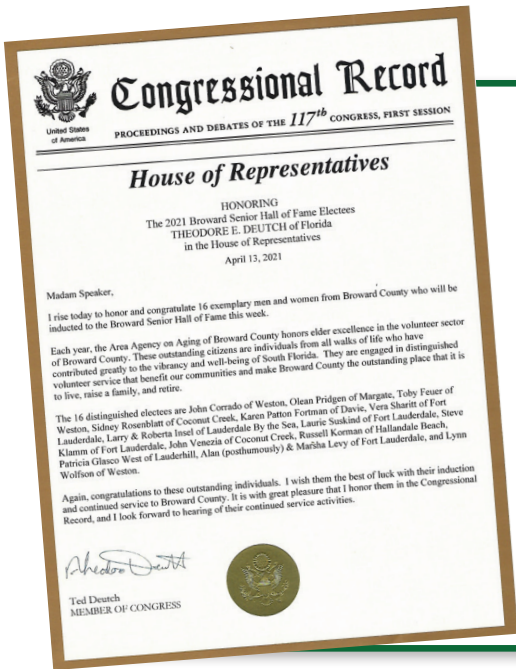 Congressional Record
United States
of America
PROCEEDINGS AND DEBATES OF THE 117th CONGRESS, FIRST SESSION
House of Representatives
HONORING
The 2021 Broward Senior Hall of Fame Electees
THEODORE E. DEUTCH of Florida
in the House of Representatives
April 13, 2021
Madam Speaker,
I rise today to honor and congratulate 16 exemplary men and women from Broward County who will be
inducted to the Broward Senior Hall of Fame this week.
Each year, the Area Agency on Aging of Broward County honors elder excellence in the volunteer sector
of Broward County. These outstanding citizens are individuals from all walks of life who have
contributed greatly to the vibrancy and well-being of South Florida. They are engaged in distinguished
volunteer service that benefit our communities and make Broward County the outstanding place that it is
to live, raise a family, and retire.
The 16 distinguished electees are John Corrado of Weston, Olean Pridgen of Margate, Toby Feuer of
Weston, Sidney Rosenblatt of Coconut Creek, Karen Patton Fortman of Davie, Vera Sharitt of Fort
Lauderdale, Larry & Roberta Insel of Lauderdale By the Sea, Laurie Suskind of Fort Lauderdale, Steve
Klamm of Fort Lauderdale, John Venezia of Coconut Creek, Russell Korman of Hallandale Beach,
Patricia Glasco West of Lauderhill, Alan (posthumously) & Marsha Levy of Fort Lauderdale, and Lynn
Wolfson of Weston.
Again, congratulations to these outstanding individuals. I wish them the best of luck with their induction
and continued service to Broward County. It is with great pleasure that I honor them in the Congressional
Record, and I look forward to hearing of their continued service activities.
Theodore Deutch
Ted Deutch
MEMBER OF CONGRESS